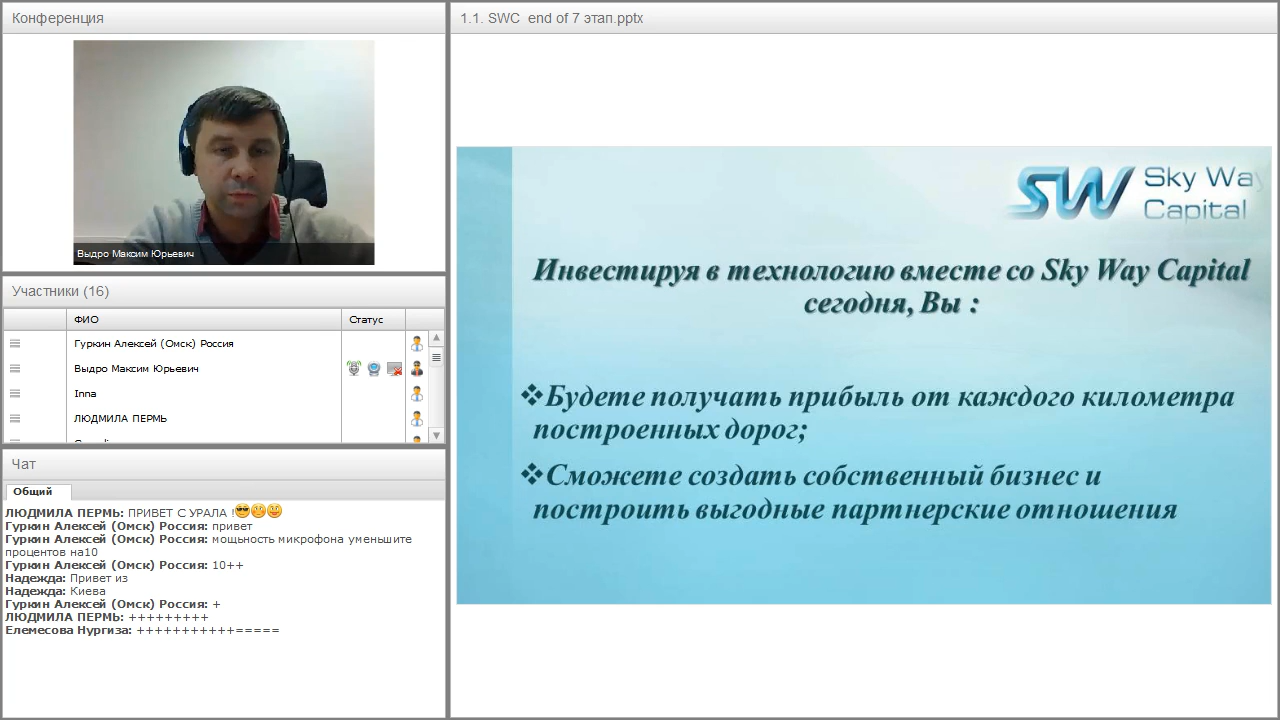 Конференция
Выдро Максим Юрьевич
Участники (16)
ФИО
Статус
Гуркин Алексей (Омск) Россия
Выдро Максим Юрьевич
Inna
ЛЮДМИЛА ПЕРМЬ
Чат
Общий
ЛЮДМИЛА ПЕРМЬ: ПРИВЕТ С УРАЛА !
Гуркин Алексей (Омск) Россия: привет
Гуркин Алексей (Омск) Россия: мощьность микрофона уменьшите
процентов на10
Гуркин Алексей (Омск) Россия: 10++
Надежда: Привет из
Надежда: Киева
Гуркин Алексей (Омск) Россия: +
ЛЮДМИЛА ПЕРМЬ: +++++++++
Елемесова Нургиза: +++++++++++=====
1.1. SWC end of 7 этап.pptx
SW Sky Way
Capital
Инвестируя в технологию вместе со Sky Way Capital
сегодня, Вы :
❖Будете получать прибыль от каждого километра
построенных дорог;
❖Сможете создать собственный бизнес и
построить выгодные партнерские отношения